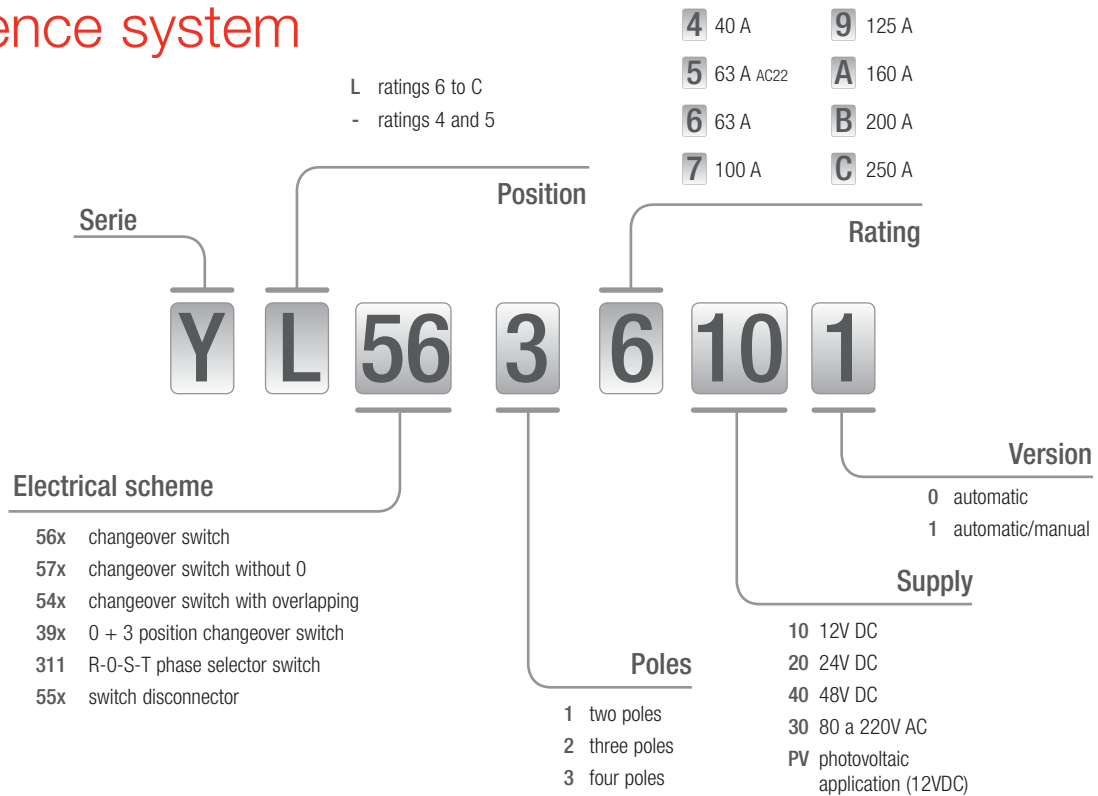 ence system
L ratings 6 to C
- ratings 4 and 5
4 40 A
5 63 A AC22
6 63 A
7 100 A
9 125 A
A 160 A
B 200 A
C 250 A
Serie
Position
Rating
Y L 56 3 6 10 1
Electrical scheme
56x changeover switch
57x changeover switch without 0
54x changeover switch with overlapping
39x 0 + 3 position changeover switch
311 R-0-S-T phase selector switch
55x switch disconnector
Poles
1 two poles
2 three poles
3 four poles
Supply
10 12V DC
20 24V DC
40 48V DC
30 80 a 220V AC
PV photovoltaic
application (12VDC)
Version
0 automatic
1 automatic/manual